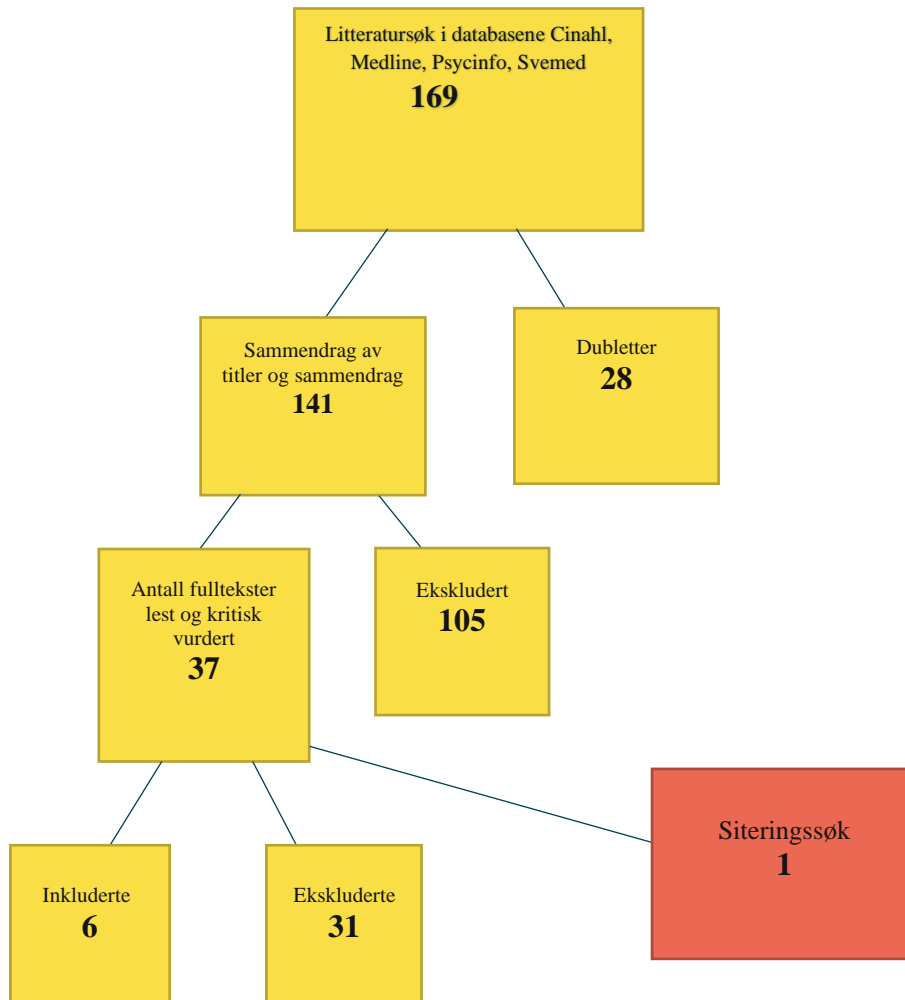 Litteratursøk i databasene Cinahl,
Medline, Psycinfo, Svemed
169
Sammendrag av
titler og sammendrag
141
Dubletter
28
Antall fulltekster
lest og kritisk
vurdert
37
Ekskludert
105
Siteringssøk
1
Inkluderte
6
Ekskluderte
31